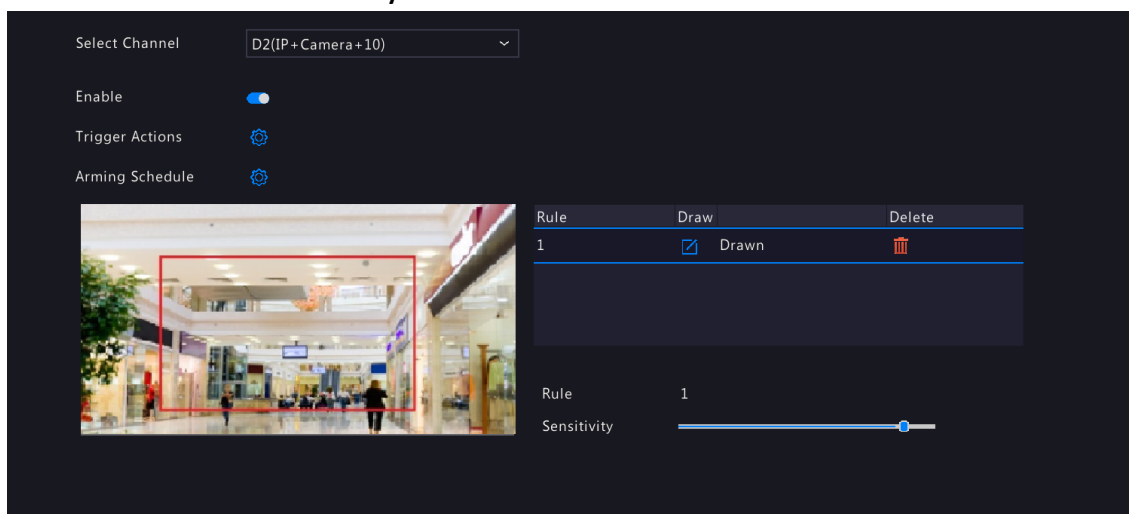 Select Channel D2(IP+Camera+10)
Enable
Trigger Actions
Arming Schedule
Rule Draw Delete
1 Drawn
Rule 1
Sensitivity